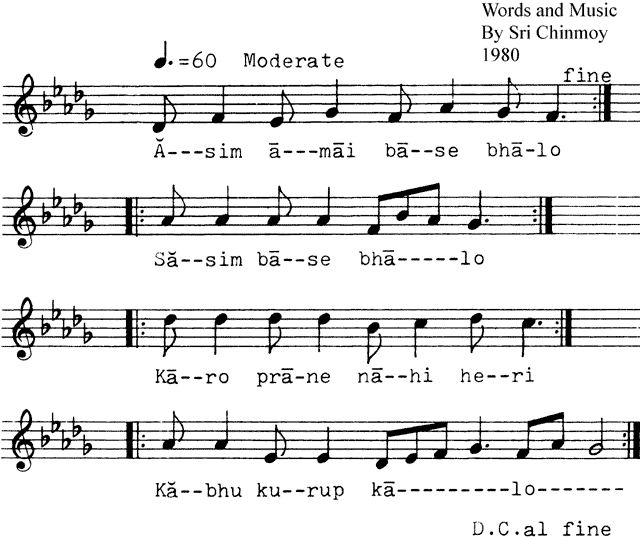 Words and Music
By Sri Chinmoy
1980
♩.=60 Moderate
fine
Ă---sim ā---māi bā--se bhā-lo
Să--sim bā--se bhā-----lo
Kā--ro prā-ne nā--hi he--ri
Kă--bhu ku--rup kā---------lo-------
D.C.al fine